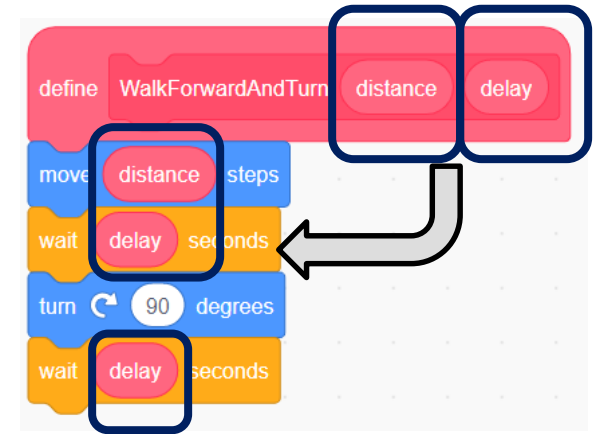 define WalkForwardAndTurn distance delay
move distance steps
wait delay seconds
turn 90 degrees
wait delay seconds